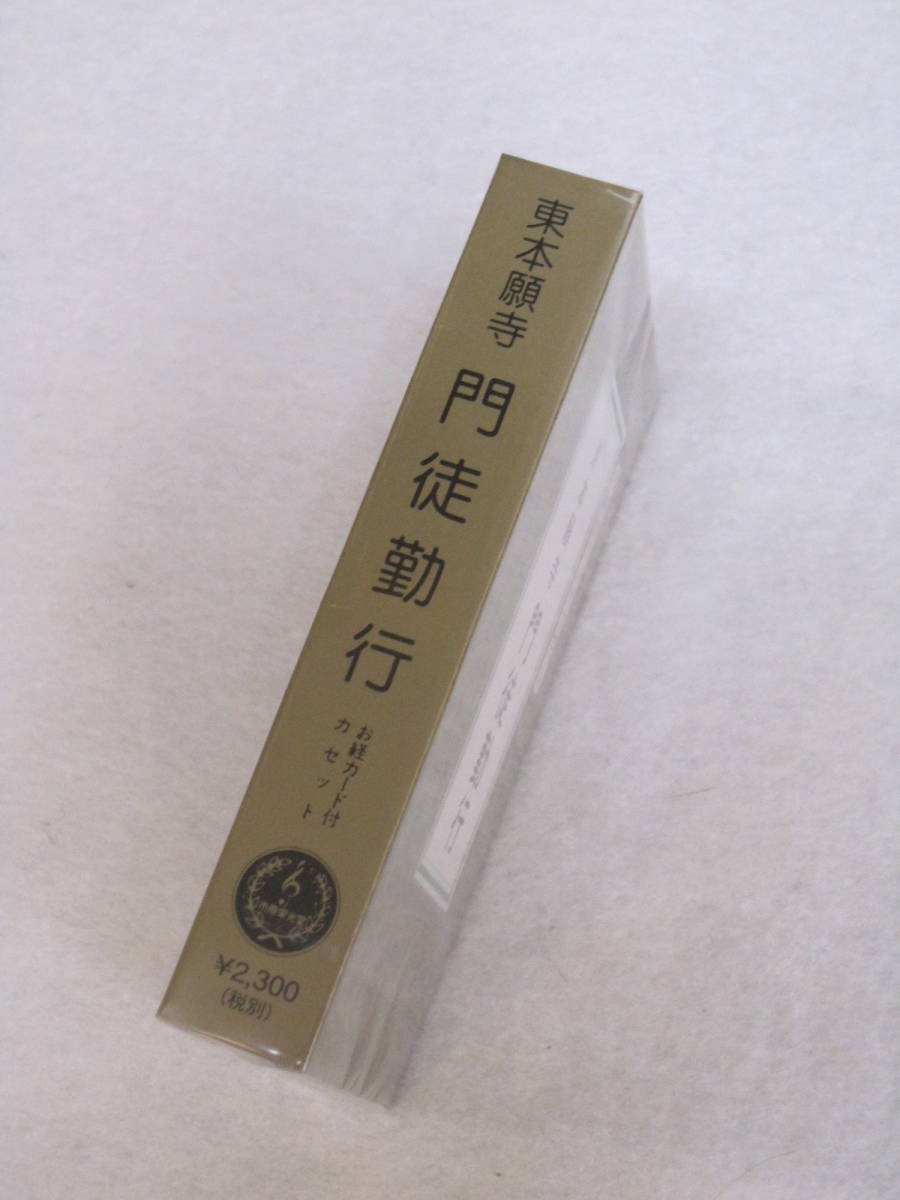 東本願寺
門徒勤行
お経カード付
カセット
¥2,300
(税別)